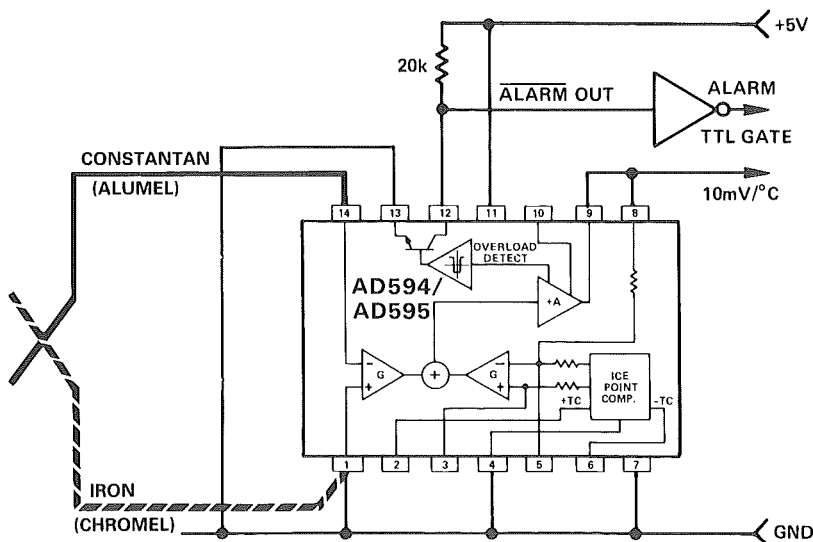 +5V
20k
ALARM OUT
ALARM
TTL GATE
CONSTANTAN
(ALUMEL)
10mV/°C
14
13
12
11
10
9
8
OVERLOAD
DETECT
AD594/
AD595
+A
−
G
+
+
−
G
+
ICE
POINT
COMP.
+TC
−TC
1
2
3
4
5
6
7
IRON
(CHROMEL)
GND